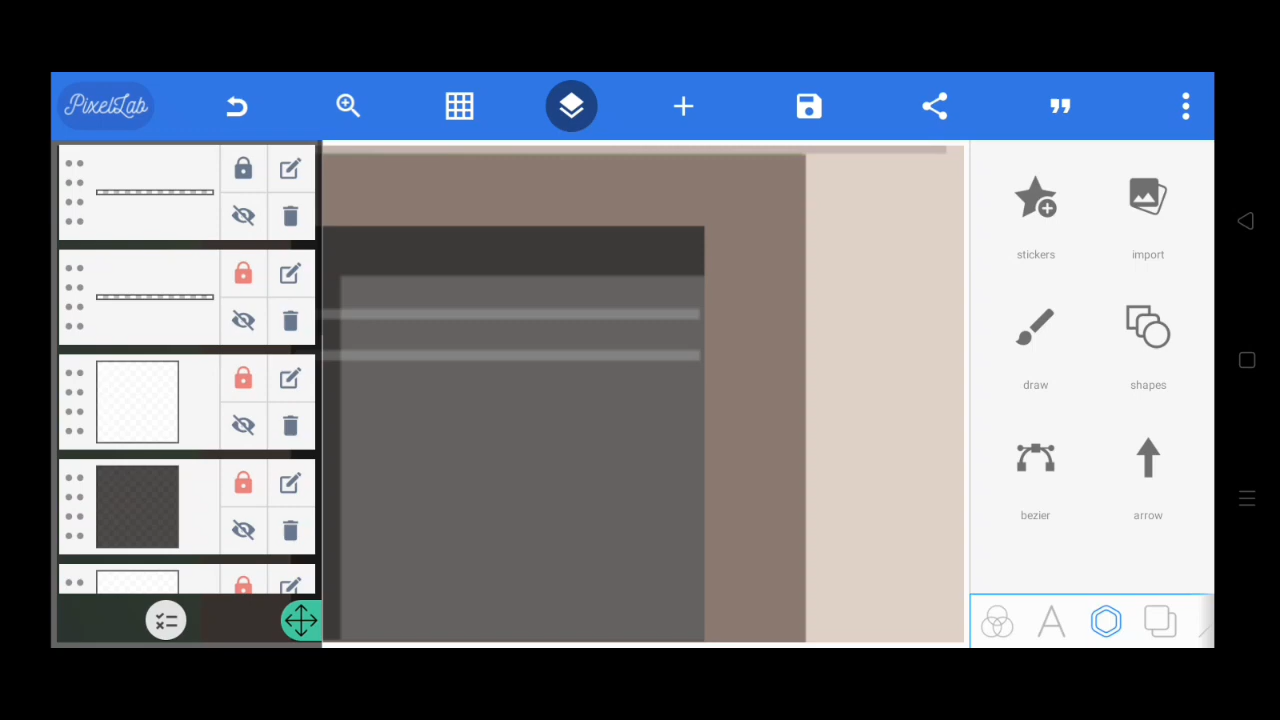 PixelLab
stickers
import
draw
shapes
bezier
arrow